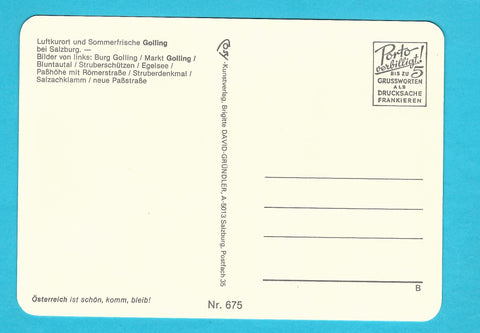 Luftkurort und Sommerfrische Golling
bei Salzburg. —
Bilder von links: Burg Golling / Markt Golling /
Bluntautal / Struberschützen / Egelsee /
Paßhöhe mit Römerstraße / Struberdenkmal /
Salzachklamm / neue Paßstraße
Österreich ist schön, komm, bleib!
-Kunstverlag, Brigitte DAVID-GRÜNDLER, A-5013 Salzburg, Postfach 35
Nr. 675
Porto
verbilligt!
BIS ZU 5
GRUSSWORTEN
ALS
DRUCKSACHE
FRANKIEREN
B